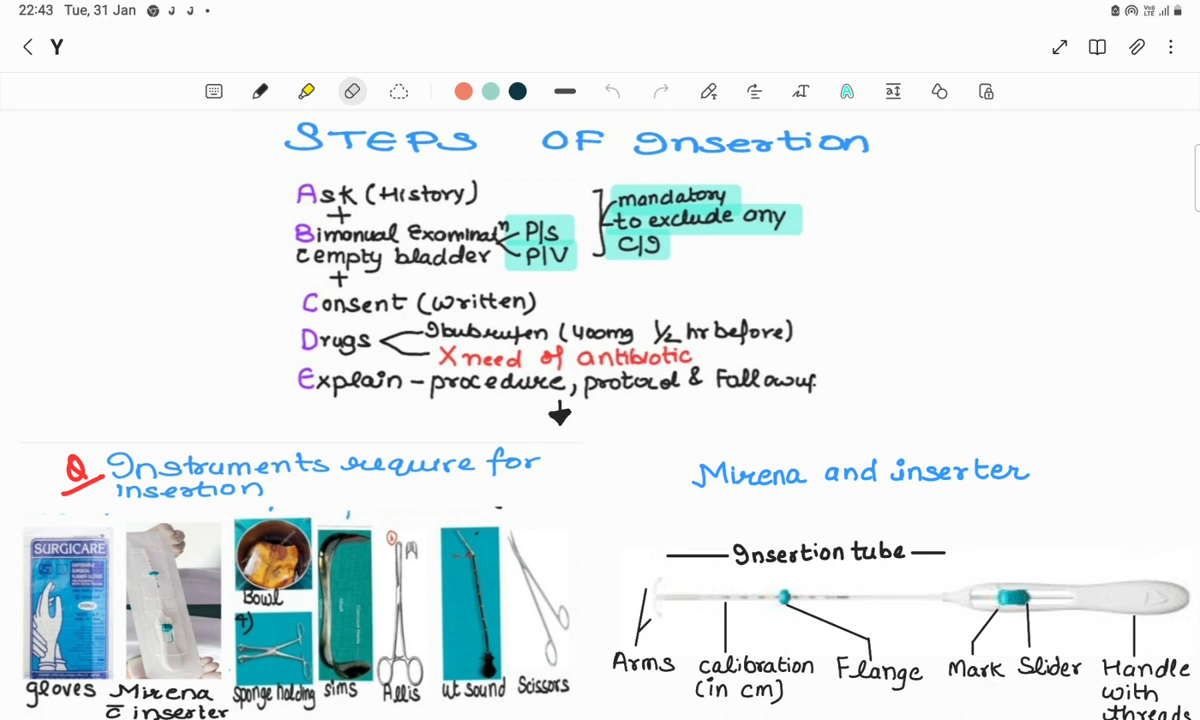 22:43 Tue, 31 Jan
Y
STEPS OF Insertion
Ask (History)
+
Bimanual Examinatⁿ P/S
c̄ empty bladder P/V
mandatory
to exclude any
C/I
+
Consent (written)
Drugs Ibubrufen (400mg ½ hr before)
X need of antibiotic
Explain - procedure, protocol & Followup.
Q Instruments require for
insertion
SURGICARE
gloves
Mirena
c̄ inserter
Bowl
4)
Sponge holding
sims
Allis
ut sound
Scissors
Mirena and inserter
Insertion tube
Arms
calibration
(in cm)
Flange
Mark
Slider
Handle
with
threads